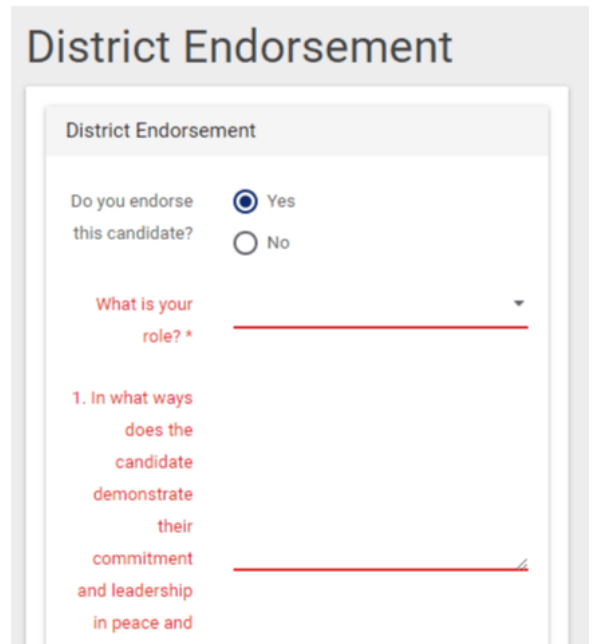 District Endorsement
District Endorsement
Do you endorse
this candidate?
Yes
No
What is your
role? *
1. In what ways
does the
candidate
demonstrate
their
commitment
and leadership
in peace and